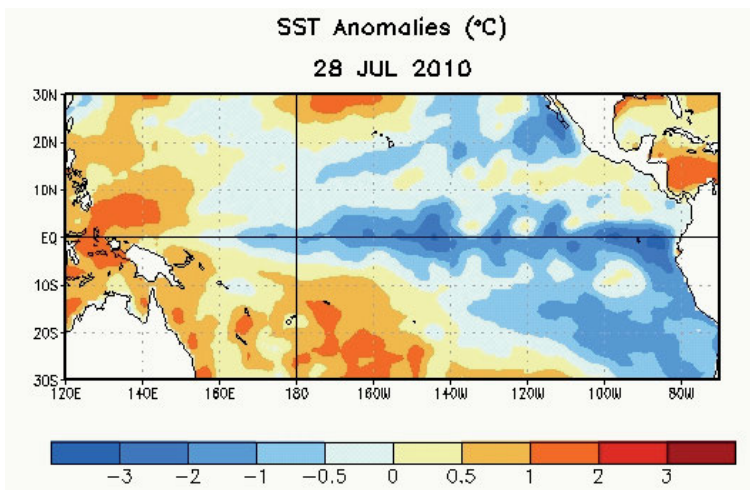 SST Anomalies (°C)
28 JUL 2010
30N
20N
10N
EQ
10S
20S
30S
120E 140E 160E 180 160W 140W 120W 100W 80W
-3 -2 -1 -0.5 0 0.5 1 2 3